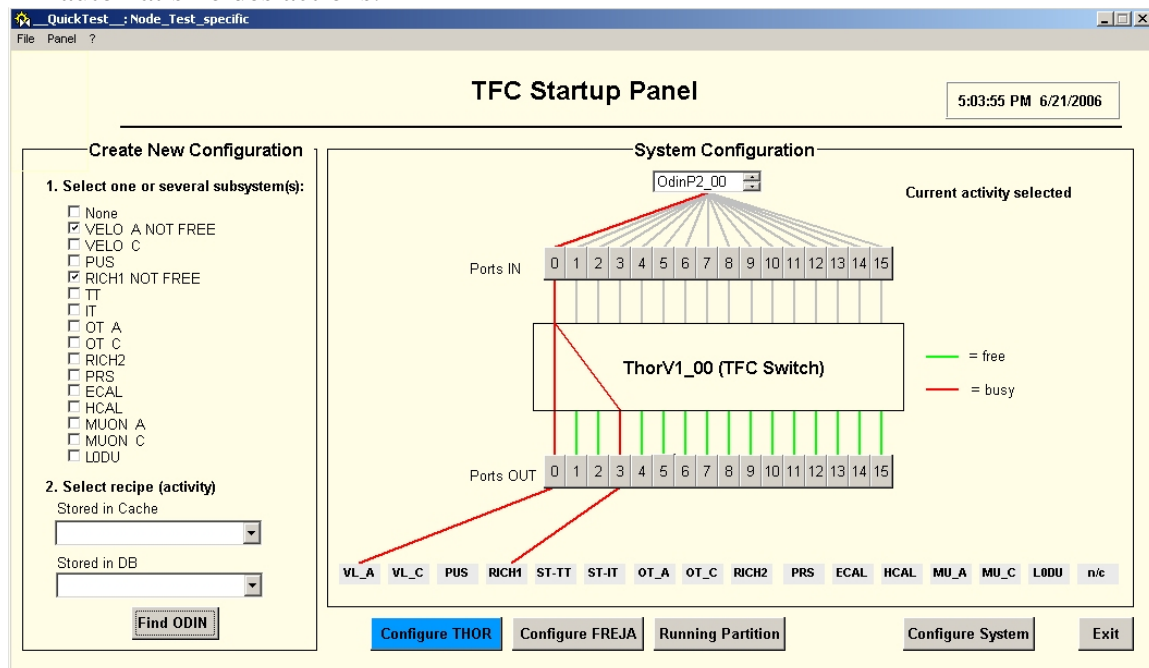 __QuickTest__: Node_Test_specific
File Panel ?
TFC Startup Panel
5:03:55 PM 6/21/2006
Create New Configuration
1. Select one or several subsystem(s):
None
VELO_A NOT FREE
VELO_C
PUS
RICH1 NOT FREE
TT
IT
OT_A
OT_C
RICH2
PRS
ECAL
HCAL
MUON_A
MUON_C
L0DU
2. Select recipe (activity)
Stored in Cache
Stored in DB
Find ODIN
System Configuration
OdinP2_00
Current activity selected
Ports IN 0 1 2 3 4 5 6 7 8 9 10 11 12 13 14 15
ThorV1_00 (TFC Switch)
= free
= busy
Ports OUT 0 1 2 3 4 5 6 7 8 9 10 11 12 13 14 15
VL_A VL_C PUS RICH1 ST-TT ST-IT OT_A OT_C RICH2 PRS ECAL HCAL MU_A MU_C L0DU n/c
Configure THOR Configure FREJA Running Partition Configure System Exit